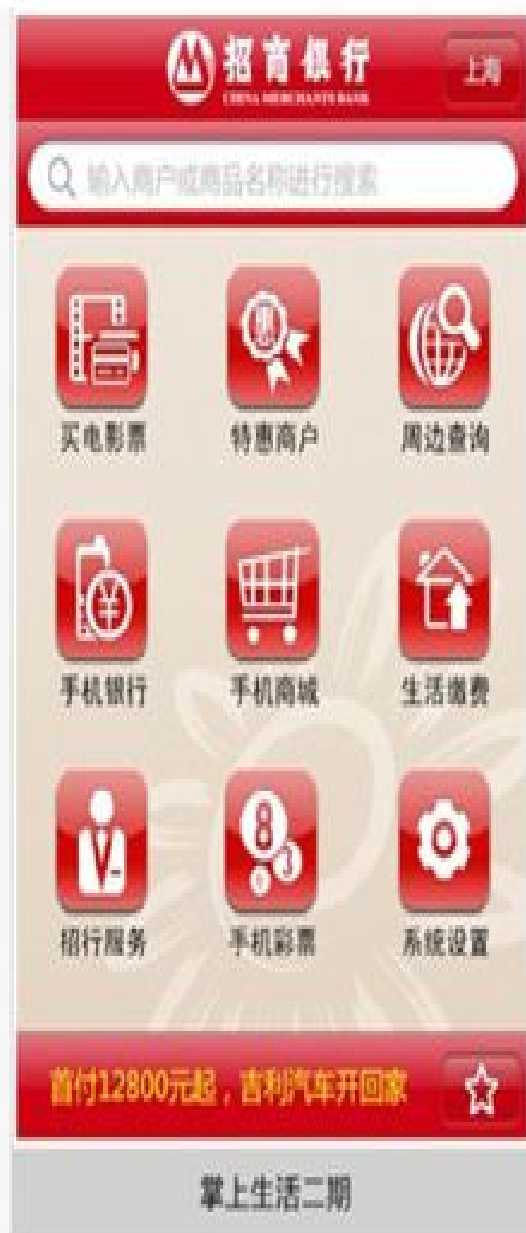 招商银行
CHINA MERCHANTS BANK
上海
输入商户或商品名称进行搜索
惠
买电影票 特惠商户 周边查询
¥
手机银行 手机商城 生活缴费
8
3
招行服务 手机彩票 系统设置
首付12800元起，吉利汽车开回家
掌上生活二期